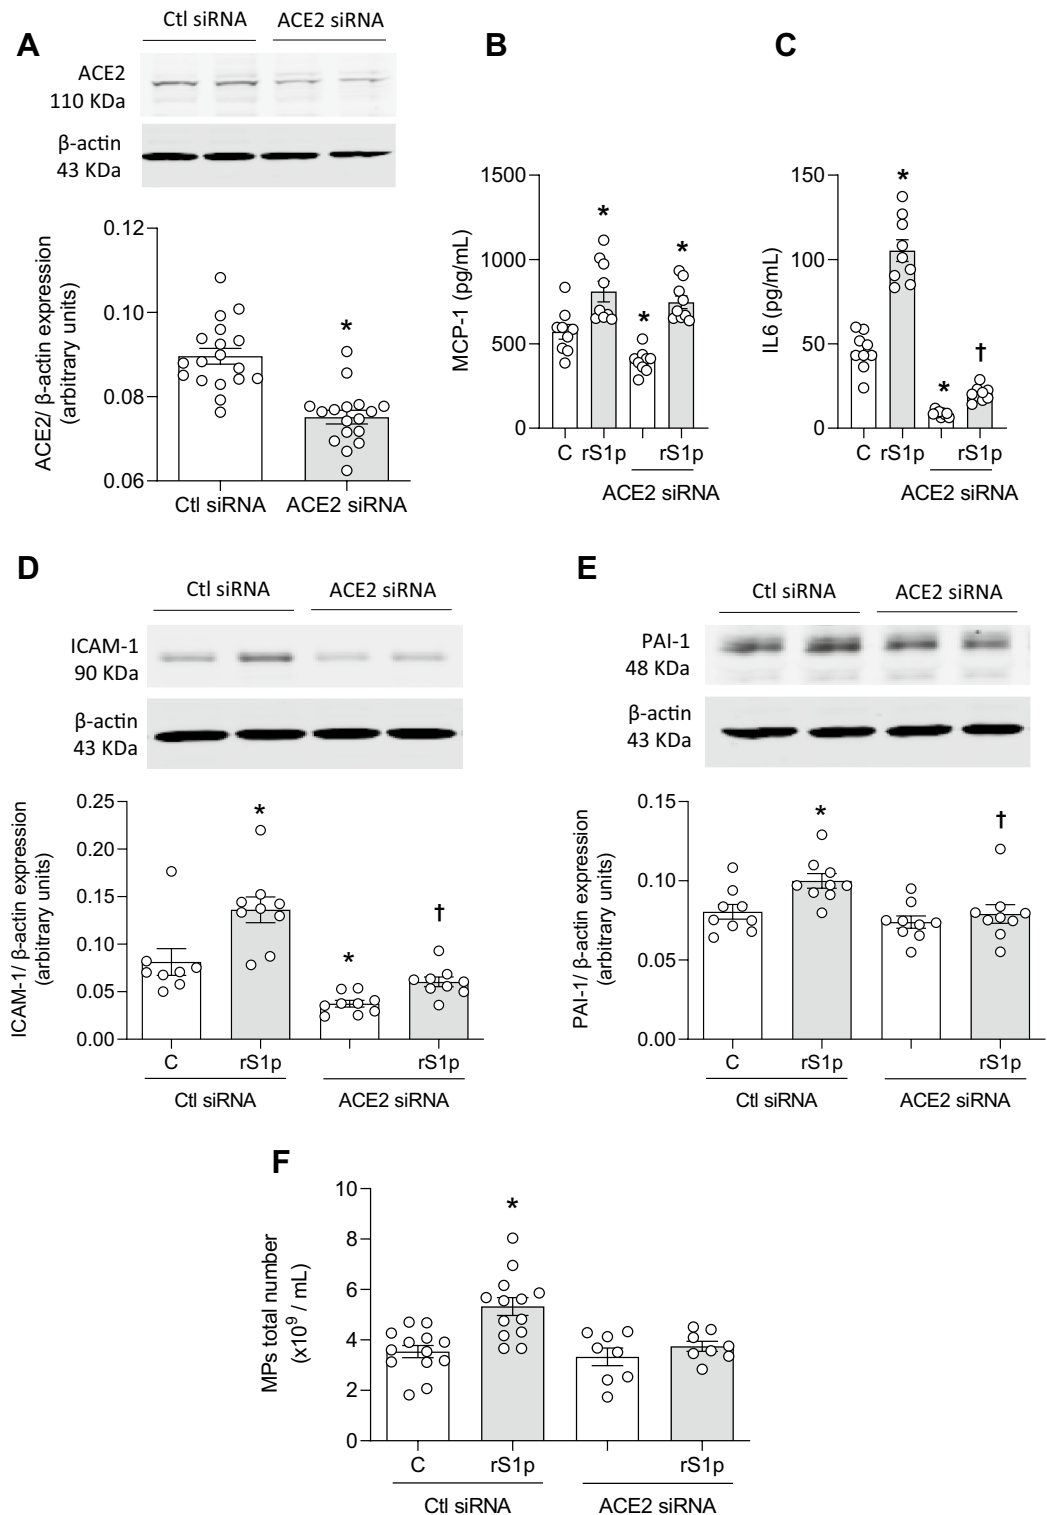 A
Ctl siRNA ACE2 siRNA
ACE2
110 KDa
β-actin
43 KDa
ACE2/ β-actin expression
(arbitrary units)
0.12
0.10
0.08
0.06
*
Ctl siRNA ACE2 siRNA
B
MCP-1 (pg/mL)
1500
1000
500
0
* * *
C rS1p rS1p
ACE2 siRNA
C
IL6 (pg/mL)
150
100
50
0
* * †
C rS1p rS1p
ACE2 siRNA
D
Ctl siRNA ACE2 siRNA
ICAM-1
90 KDa
β-actin
43 KDa
ICAM-1/ β-actin expression
(arbitrary units)
0.25
0.20
0.15
0.10
0.05
0.00
* * †
C rS1p rS1p
Ctl siRNA ACE2 siRNA
E
Ctl siRNA ACE2 siRNA
PAI-1
48 KDa
β-actin
43 KDa
PAI-1/ β-actin expression
(arbitrary units)
0.15
0.10
0.05
0.00
* †
C rS1p rS1p
Ctl siRNA ACE2 siRNA
F
MPs total number
(x10⁹ / mL)
10
8
6
4
2
0
*
C rS1p rS1p
Ctl siRNA ACE2 siRNA